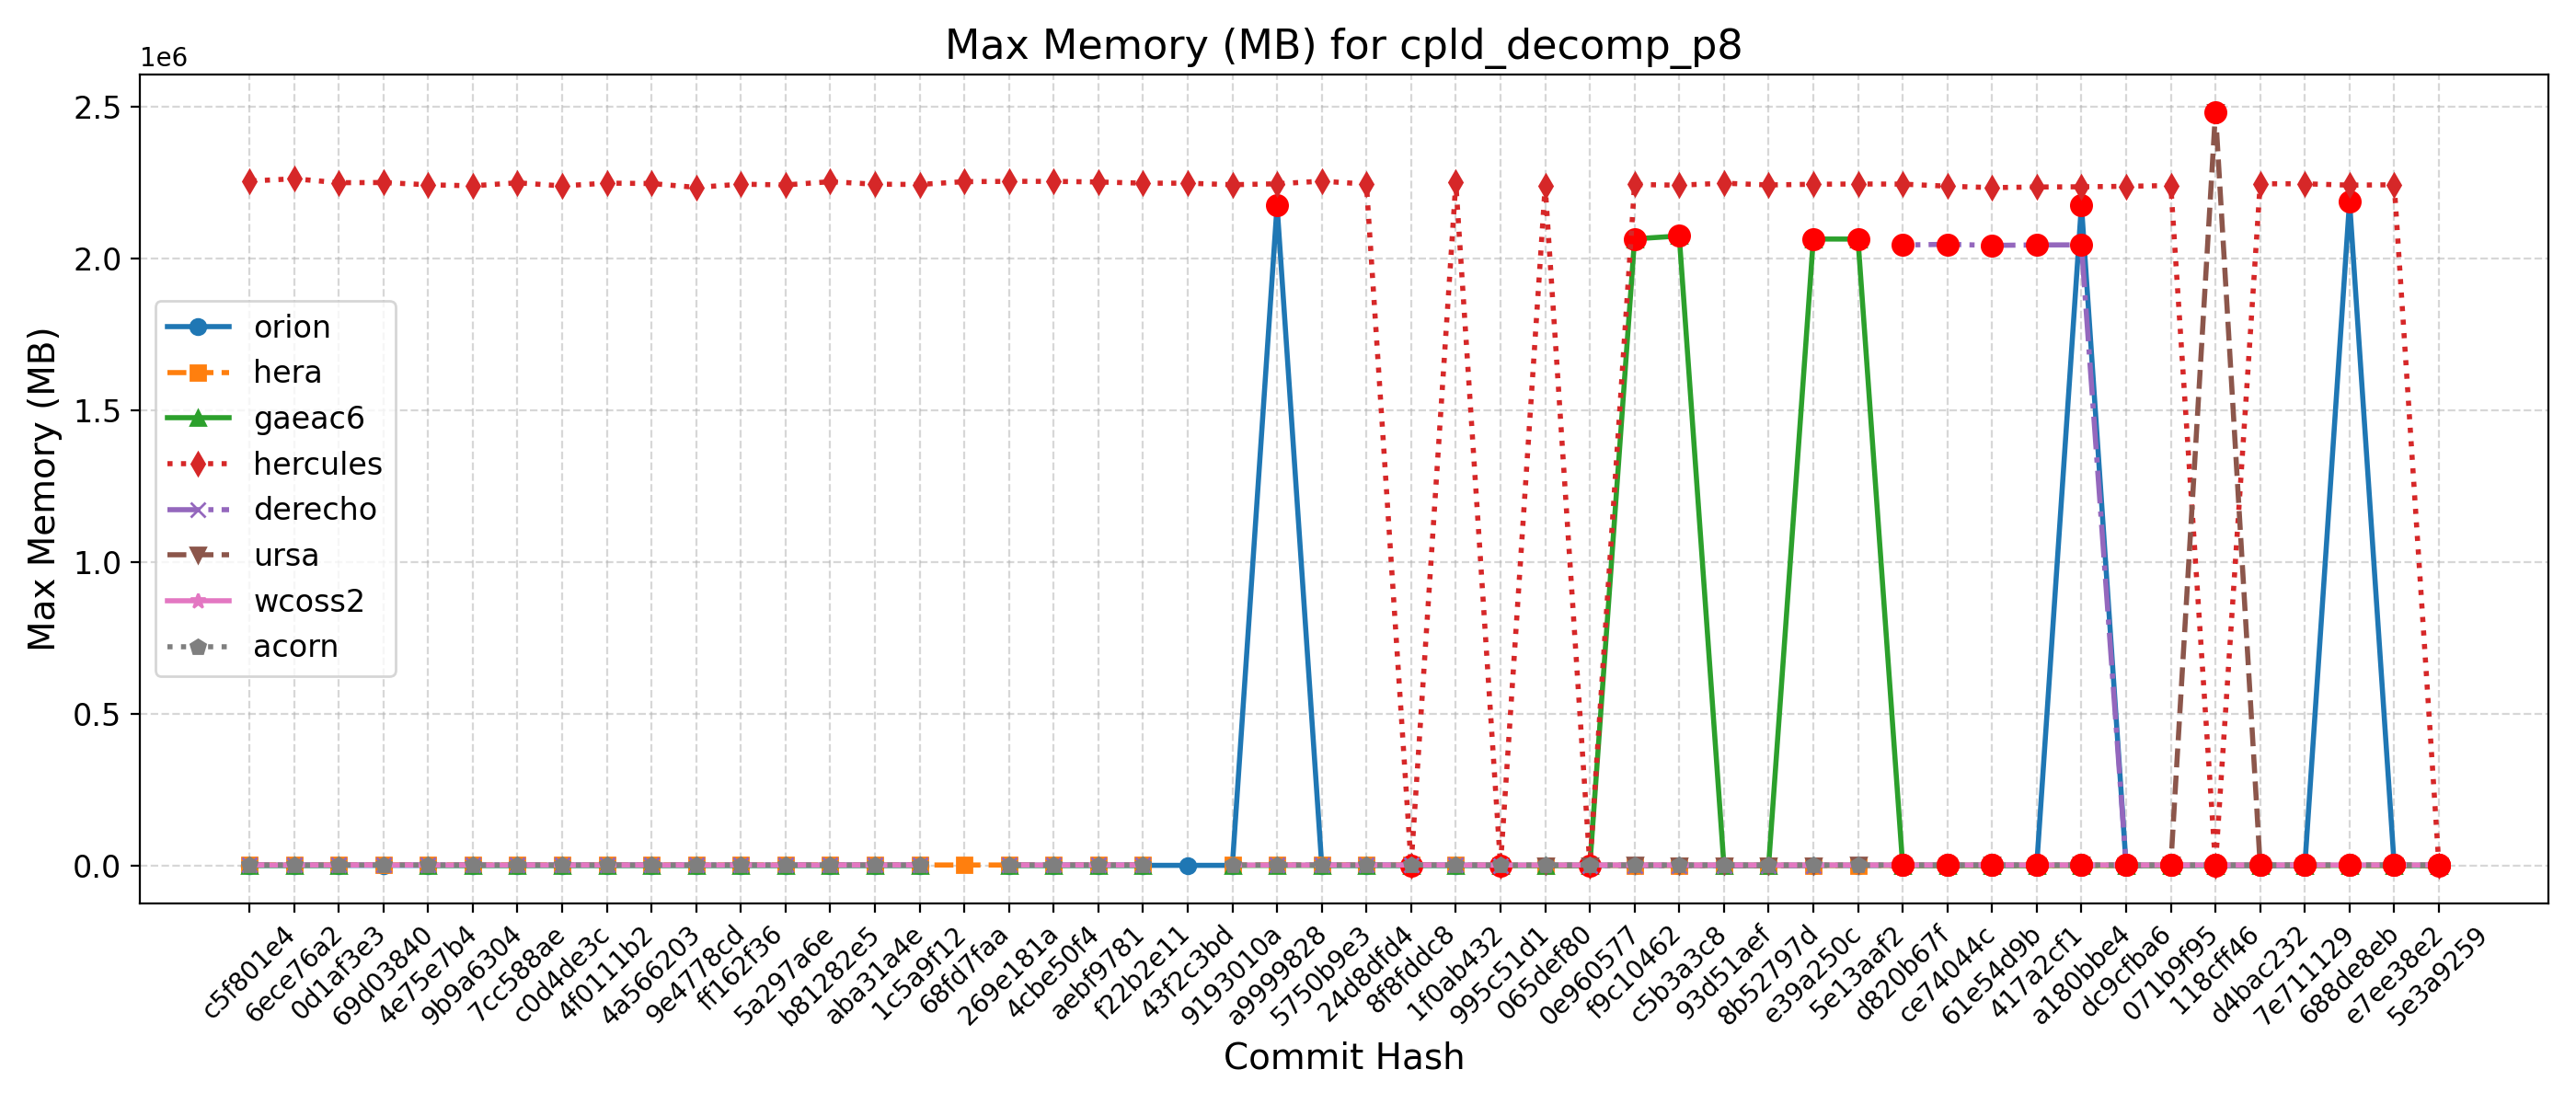 Max Memory (MB) for cpld_decomp_p8
1e6
2.5
2.0
1.5
1.0
0.5
0.0
Max Memory (MB)
orion
hera
gaeac6
hercules
derecho
ursa
wcoss2
acorn
c5f801e4
6ece76a2
0d1af3e3
69d03840
4e75e7b4
9b9a6304
7cc588ae
c0d4de3c
4f0111b2
4a566203
9e4778cd
ff162f36
5a297a6e
b81282e5
aba31a4e
1c5a9f12
68fd7faa
269e181a
4cbe50f4
aebf9781
f22b2e11
43f2c3bd
9193010a
a9999828
5750b9e3
24d8dfd4
8f8fddc8
1f0ab432
995c51d1
065def80
0e960577
f9c10462
c5b3a3c8
93d51aef
8b52797d
e39a250c
5e13aaf2
d820b67f
ce74044c
61e54d9b
417a2cf1
a180bbe4
dc9cfba6
071b9f95
118cff46
d4bac232
7e711129
688de8eb
e7ee38e2
5e3a9259
Commit Hash